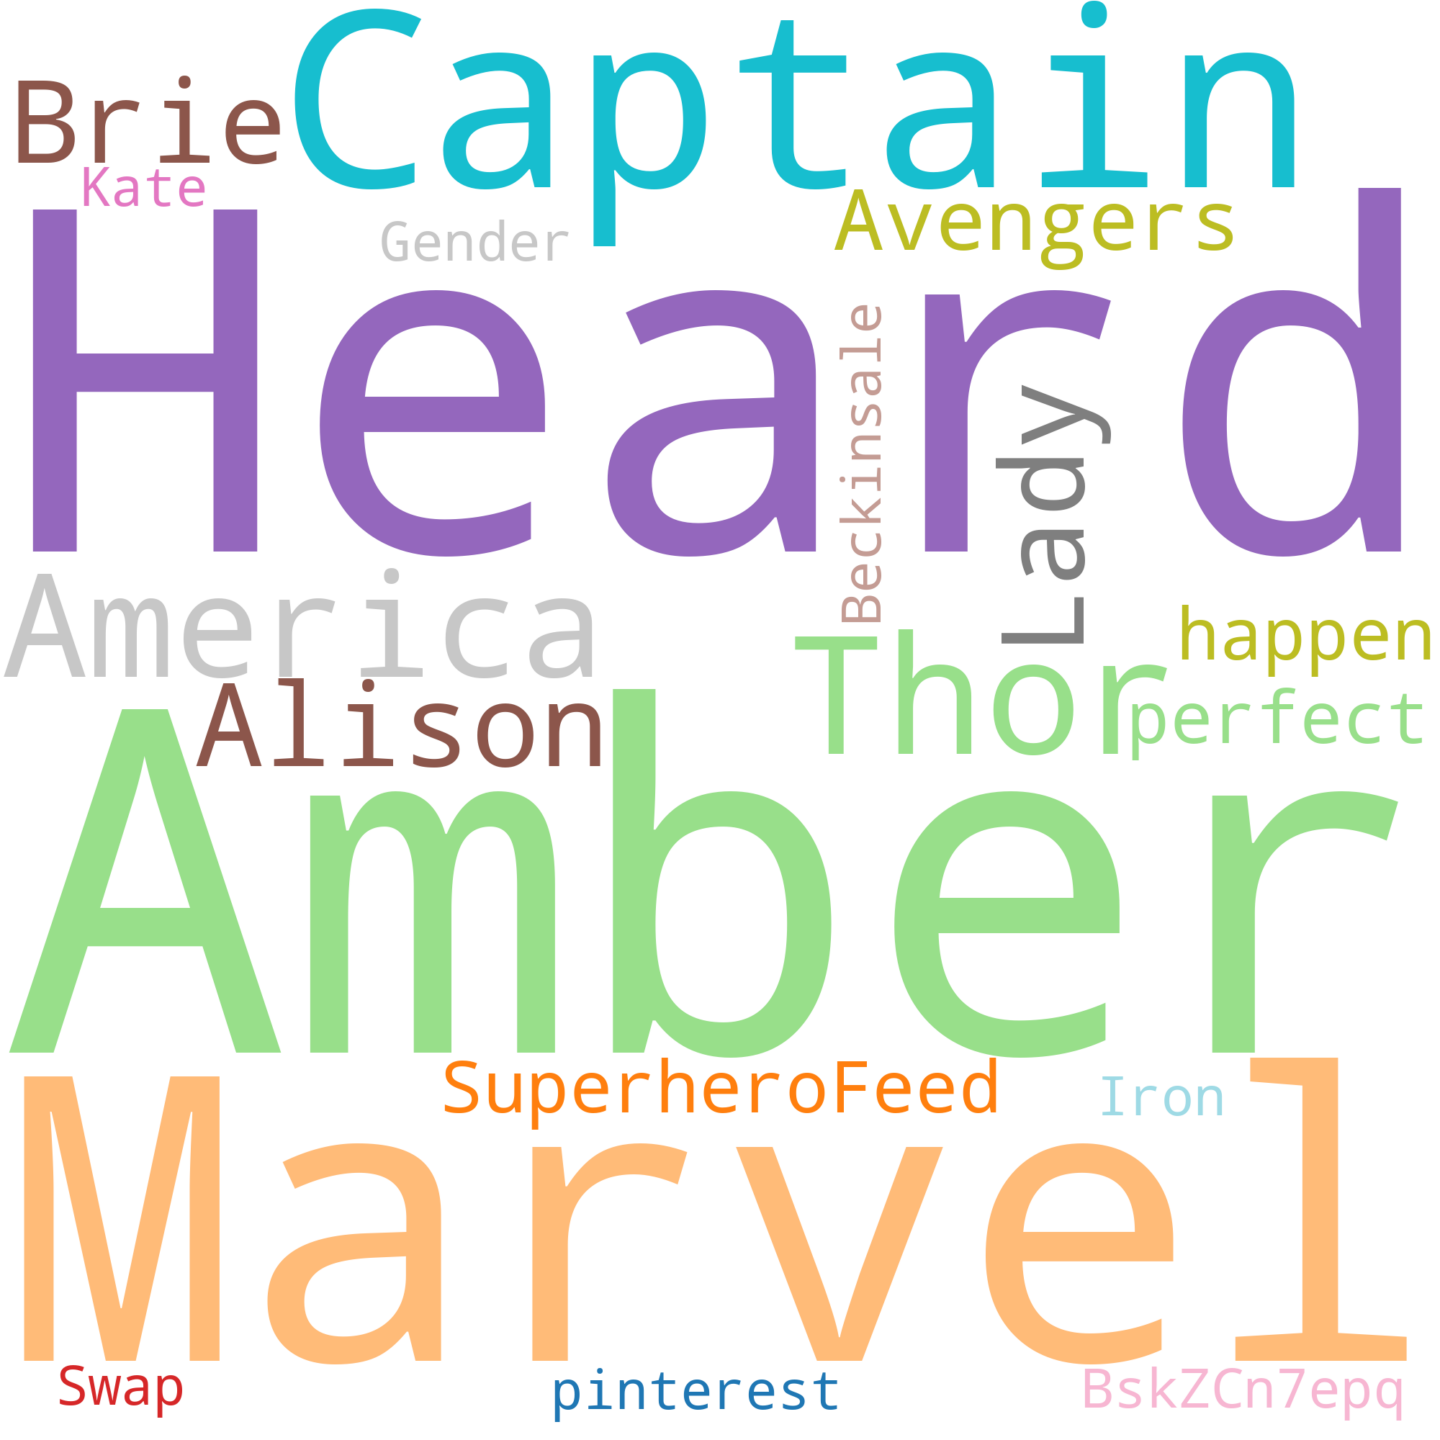 Captain
Brie
Kate
Gender
Avengers
Heard
Beckinsale
Lady
America
Thor
happen
Alison
perfect
Amber
SuperheroFeed
Iron
Marvel
Swap
pinterest
BskZCn7epq